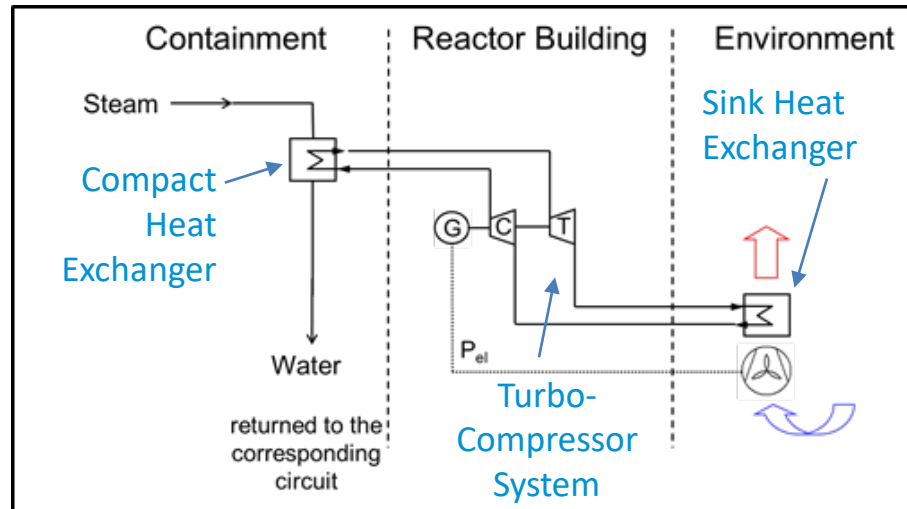 Containment
Reactor Building
Environment
Steam
Sink Heat
Exchanger
Compact
Heat
Exchanger
G
C
T
Water
P_el
Turbo-
Compressor
System
returned to the
corresponding
circuit